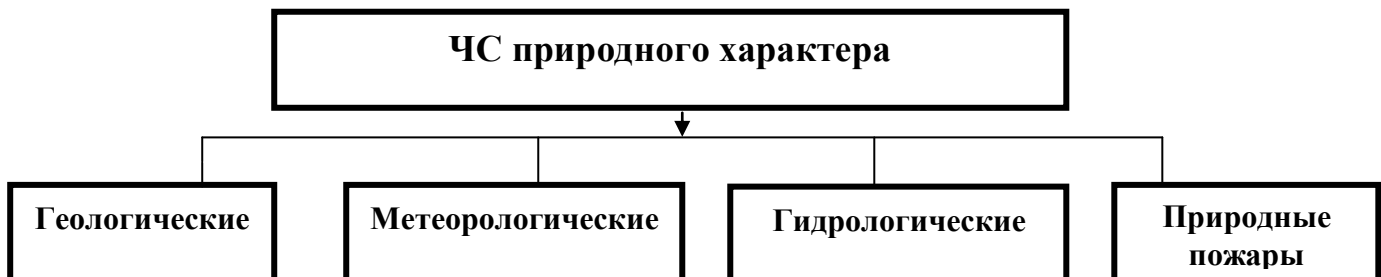 ЧС природного характера
Геологические
Метеорологические
Гидрологические
Природные
пожары